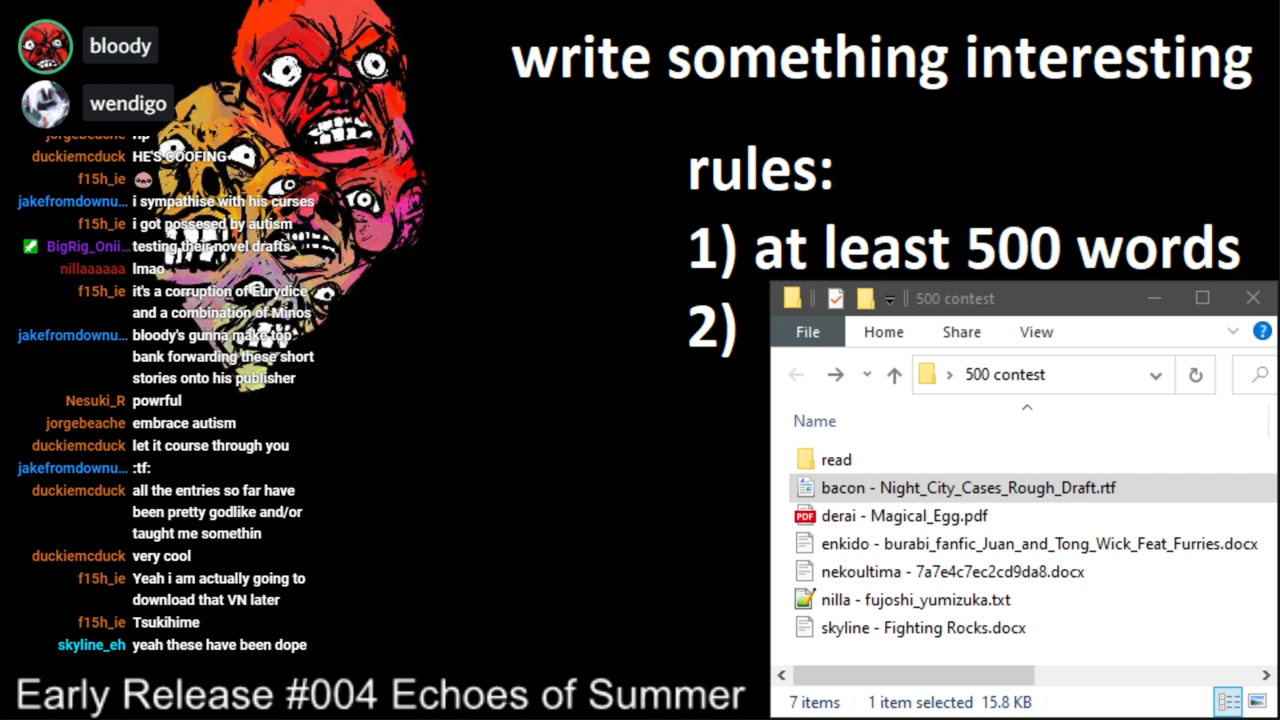 bloody
wendigo
duckiemcduck HE'S GOOFING
f15h_ie
jakefromdownu... i sympathise with his curses
f15h_ie i got possesed by autism
BigRig_Onii... testing their novel drafts
nillaaaaaa lmao
f15h_ie it's a corruption of Eurydice
and a combination of Minos
jakefromdownu... bloody's gunna make top
bank forwarding these short
stories onto his publisher
Nesuki_R powrful
jorgebeache embrace autism
duckiemcduck let it course through you
jakefromdownu... :tf:
duckiemcduck all the entries so far have
been pretty godlike and/or
taught me somethin
duckiemcduck very cool
f15h_ie Yeah i am actually going to
download that VN later
f15h_ie Tsukihime
skyline_eh yeah these have been dope
Early Release #004 Echoes of Summer
write something interesting
rules:
1) at least 500 words
2)
500 contest
File Home Share View
500 contest
Name
read
bacon - Night_City_Cases_Rough_Draft.rtf
PDF derai - Magical_Egg.pdf
enkido - burabi_fanfic_Juan_and_Tong_Wick_Feat_Furries.docx
nekoultima - 7a7e4c7ec2cd9da8.docx
nilla - fujoshi_yumizuka.txt
skyline - Fighting Rocks.docx
7 items 1 item selected 15.8 KB